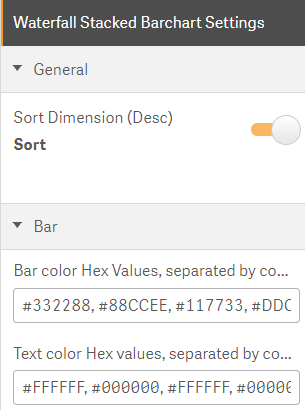 Waterfall Stacked Barchart Settings
General
Sort Dimension (Desc)
Sort
Bar
Bar color Hex Values, separated by co...
#332288, #88CCEE, #117733, #DDC
Text color Hex values, separated by co...
#FFFFFF, #000000, #FFFFFF, #00000